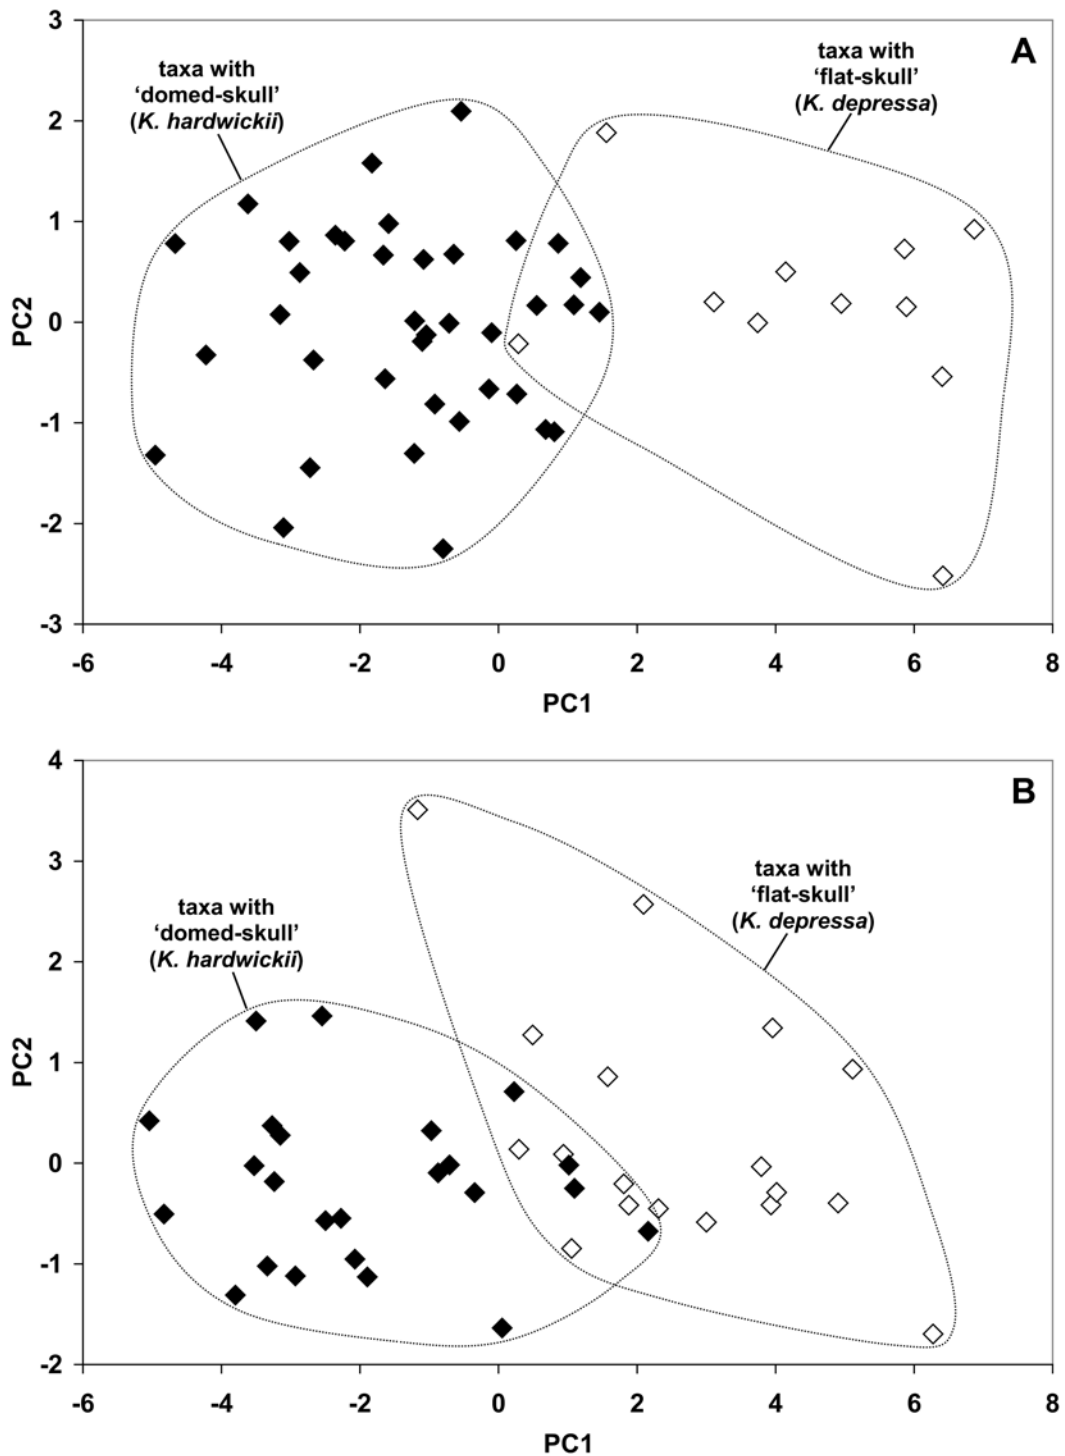 3
A
taxa with
'domed-skull'
(K. hardwickii)
taxa with
'flat-skull'
(K. depressa)
2
1
0
-1
-2
-3
PC2
-6 -4 -2 0 2 4 6 8
PC1
4
B
3
taxa with
'flat-skull'
(K. depressa)
taxa with
'domed-skull'
(K. hardwickii)
2
1
0
-1
-2
PC2
-6 -4 -2 0 2 4 6 8
PC1